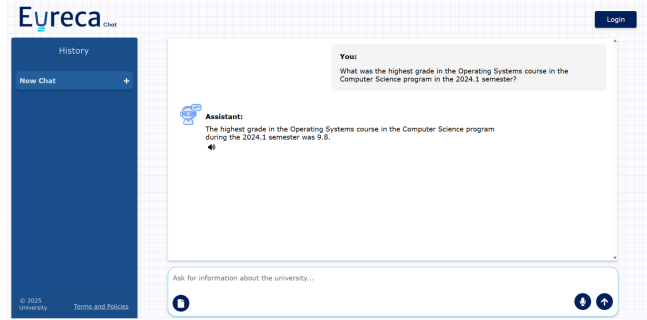 Eureca Chat
Login
History
New Chat +
© 2025
University
Terms and Policies
You:
What was the highest grade in the Operating Systems course in the
Computer Science program in the 2024.1 semester?
Assistant:
The highest grade in the Operating Systems course in the Computer Science program
during the 2024.1 semester was 9.8.
Ask for information about the university...